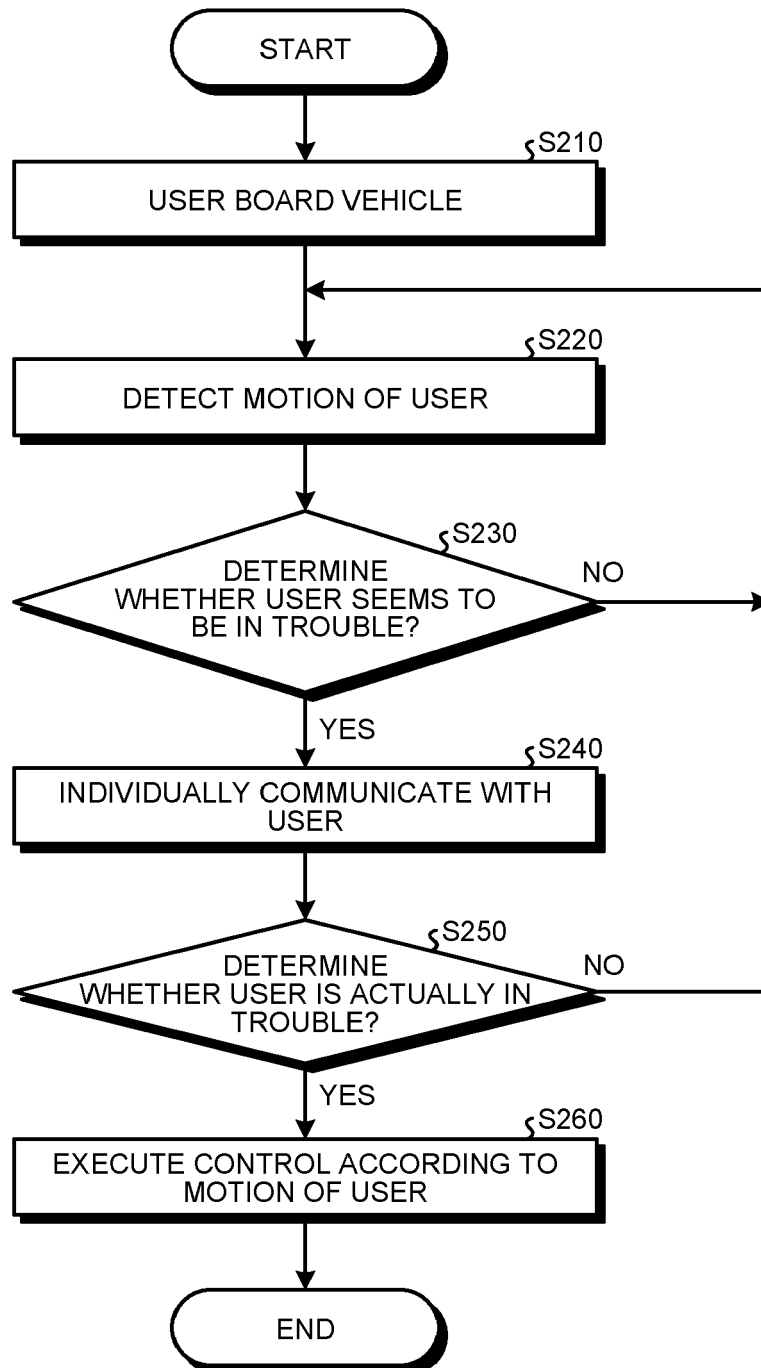 START
S210
USER BOARD VEHICLE
S220
DETECT MOTION OF USER
S230
DETERMINE
WHETHER USER SEEMS TO
BE IN TROUBLE?
NO
YES
S240
INDIVIDUALLY COMMUNICATE WITH
USER
S250
DETERMINE
WHETHER USER IS ACTUALLY IN
TROUBLE?
NO
YES
S260
EXECUTE CONTROL ACCORDING TO
MOTION OF USER
END